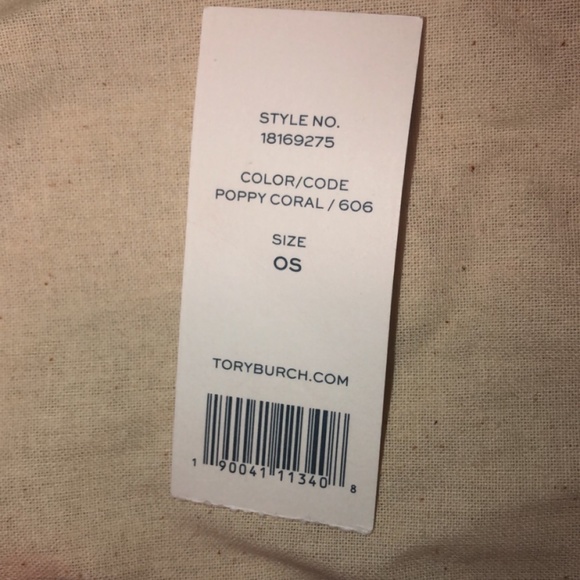 STYLE NO.
18169275
COLOR/CODE
POPPY CORAL / 606
SIZE
OS
TORYBURCH.COM
1 90041 11340 8